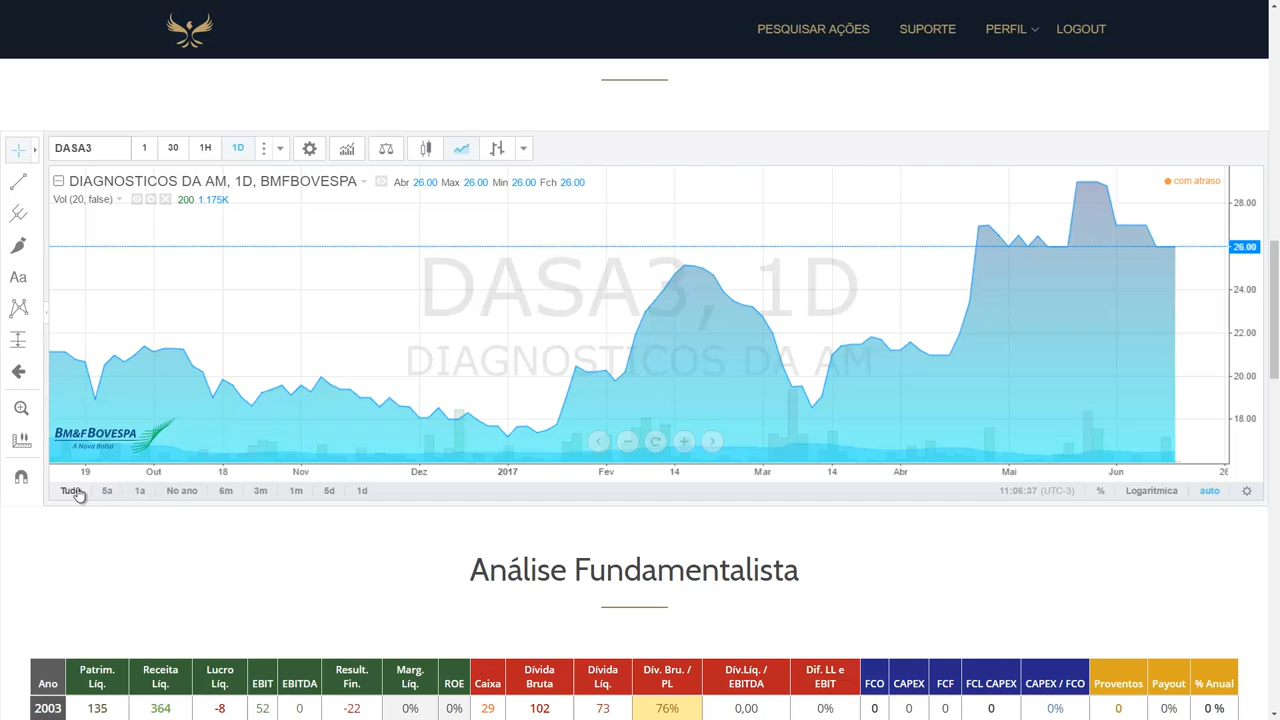 PESQUISAR AÇÕES SUPORTE PERFIL LOGOUT
DASA3 1 30 1H 1D
DIAGNOSTICOS DA AM, 1D, BMFBOVESPA Abr 26.00 Max 26.00 Min 26.00 Fch 26.00
com atraso
Vol (20, false) 200 1.175K
28.00
26.00
24.00
22.00
20.00
18.00
DASA3, 1D
DIAGNOSTICOS DA AM
Aa
BM&FBOVESPA
A Nova Bolsa
19 Out 18 Nov Dez 2017 Fev 14 Mar 14 Abr Mai Jun 26
Tudo 5a 1a No ano 6m 3m 1m 5d 1d 11:06:37 (UTC-3) % Logarítmica auto
Análise Fundamentalista
Ano Patrim. Líq. Receita Líq. Lucro Líq. EBIT EBITDA Result. Fin. Marg. Líq. ROE Caixa Dívida Bruta Dívida Líq. Dív. Bru. / PL Dív.Líq. / EBITDA Dif. LL e EBIT FCO CAPEX FCF FCL CAPEX CAPEX / FCO Proventos Payout % Anual
2003 135 364 -8 52 0 -22 0% 0% 29 102 73 76% 0,00 0% 0 0 0 0 0% 0 0% 0 %